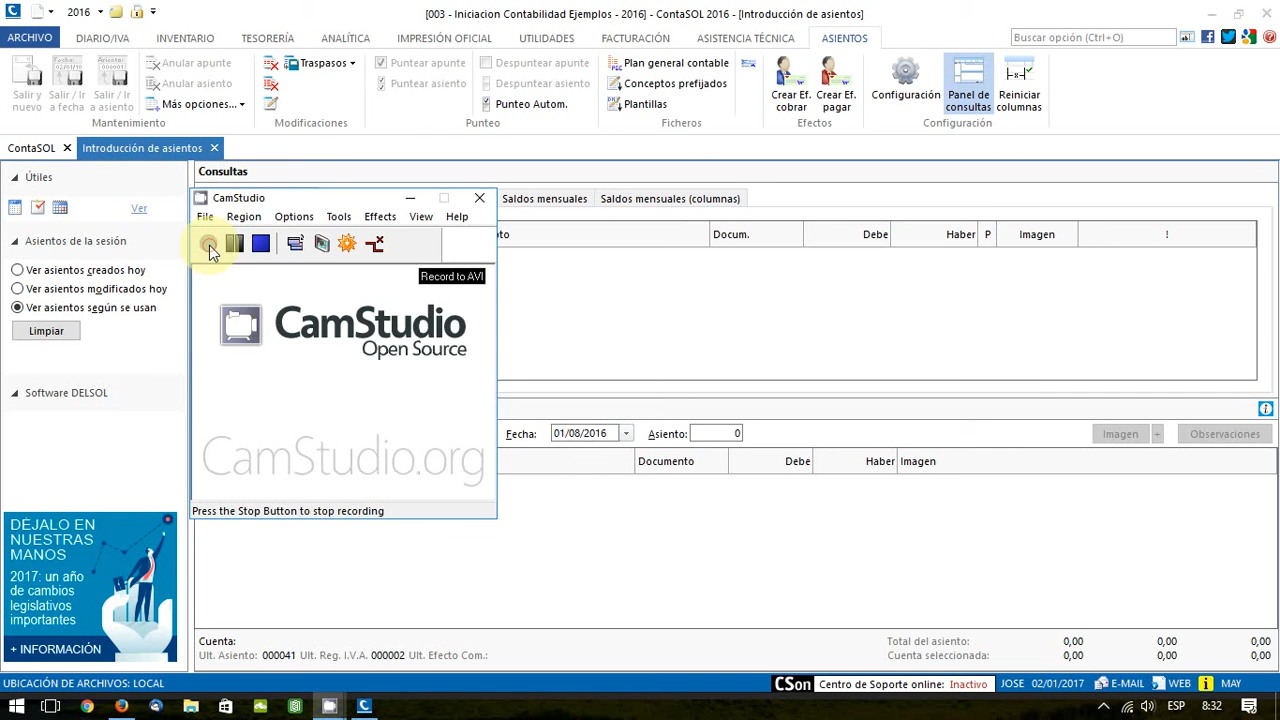 2016
[003 - Iniciacion Contabilidad Ejemplos - 2016] - ContaSOL 2016 - [Introducción de asientos]
ARCHIVO DIARIO/IVA INVENTARIO TESORERÍA ANALÍTICA IMPRESIÓN OFICIAL UTILIDADES FACTURACIÓN ASISTENCIA TÉCNICA ASIENTOS Buscar opción (Ctrl+O)
Salir y nuevo
Fecha: 02/01/10 Salir / Ir a fecha
Asiento: 000001 Salir / Ir a asiento
Anular apunte
Anular asiento
Más opciones...
Mantenimiento
Traspasos
Modificaciones
Puntear apunte
Puntear asiento
Despuntear apunte
Despuntear asiento
Punteo Autom.
Punteo
Plan general contable
Conceptos prefijados
Plantillas
Ficheros
Crear Ef. cobrar
Crear Ef. pagar
Efectos
Configuración
Panel de consultas
Reiniciar columnas
Configuración
ContaSOL Introducción de asientos
Útiles
Ver
Asientos de la sesión
Ver asientos creados hoy
Ver asientos modificados hoy
Ver asientos según se usan
Limpiar
Software DELSOL
DÉJALO EN
NUESTRAS
MANOS
2017: un año
de cambios
legislativos
importantes
+ INFORMACIÓN
Consultas
Saldos mensuales Saldos mensuales (columnas)
pto Docum. Debe Haber P Imagen !
CamStudio
File Region Options Tools Effects View Help
Record to AVI
CamStudio
Open Source
CamStudio.org
Press the Stop Button to stop recording
Fecha: 01/08/2016 Asiento: 0 Imagen + Observaciones
Documento Debe Haber Imagen
Cuenta: Total del asiento: 0,00 0,00 0,00
Ult. Asiento: 000041 Ult. Reg. I.V.A. 000002 Ult. Efecto Com.: Cuenta seleccionada: 0,00 0,00 0,00
UBICACIÓN DE ARCHIVOS: LOCAL CSon Centro de Soporte online: Inactivo JOSE 02/01/2017 E-MAIL WEB MAY
ESP 8:32